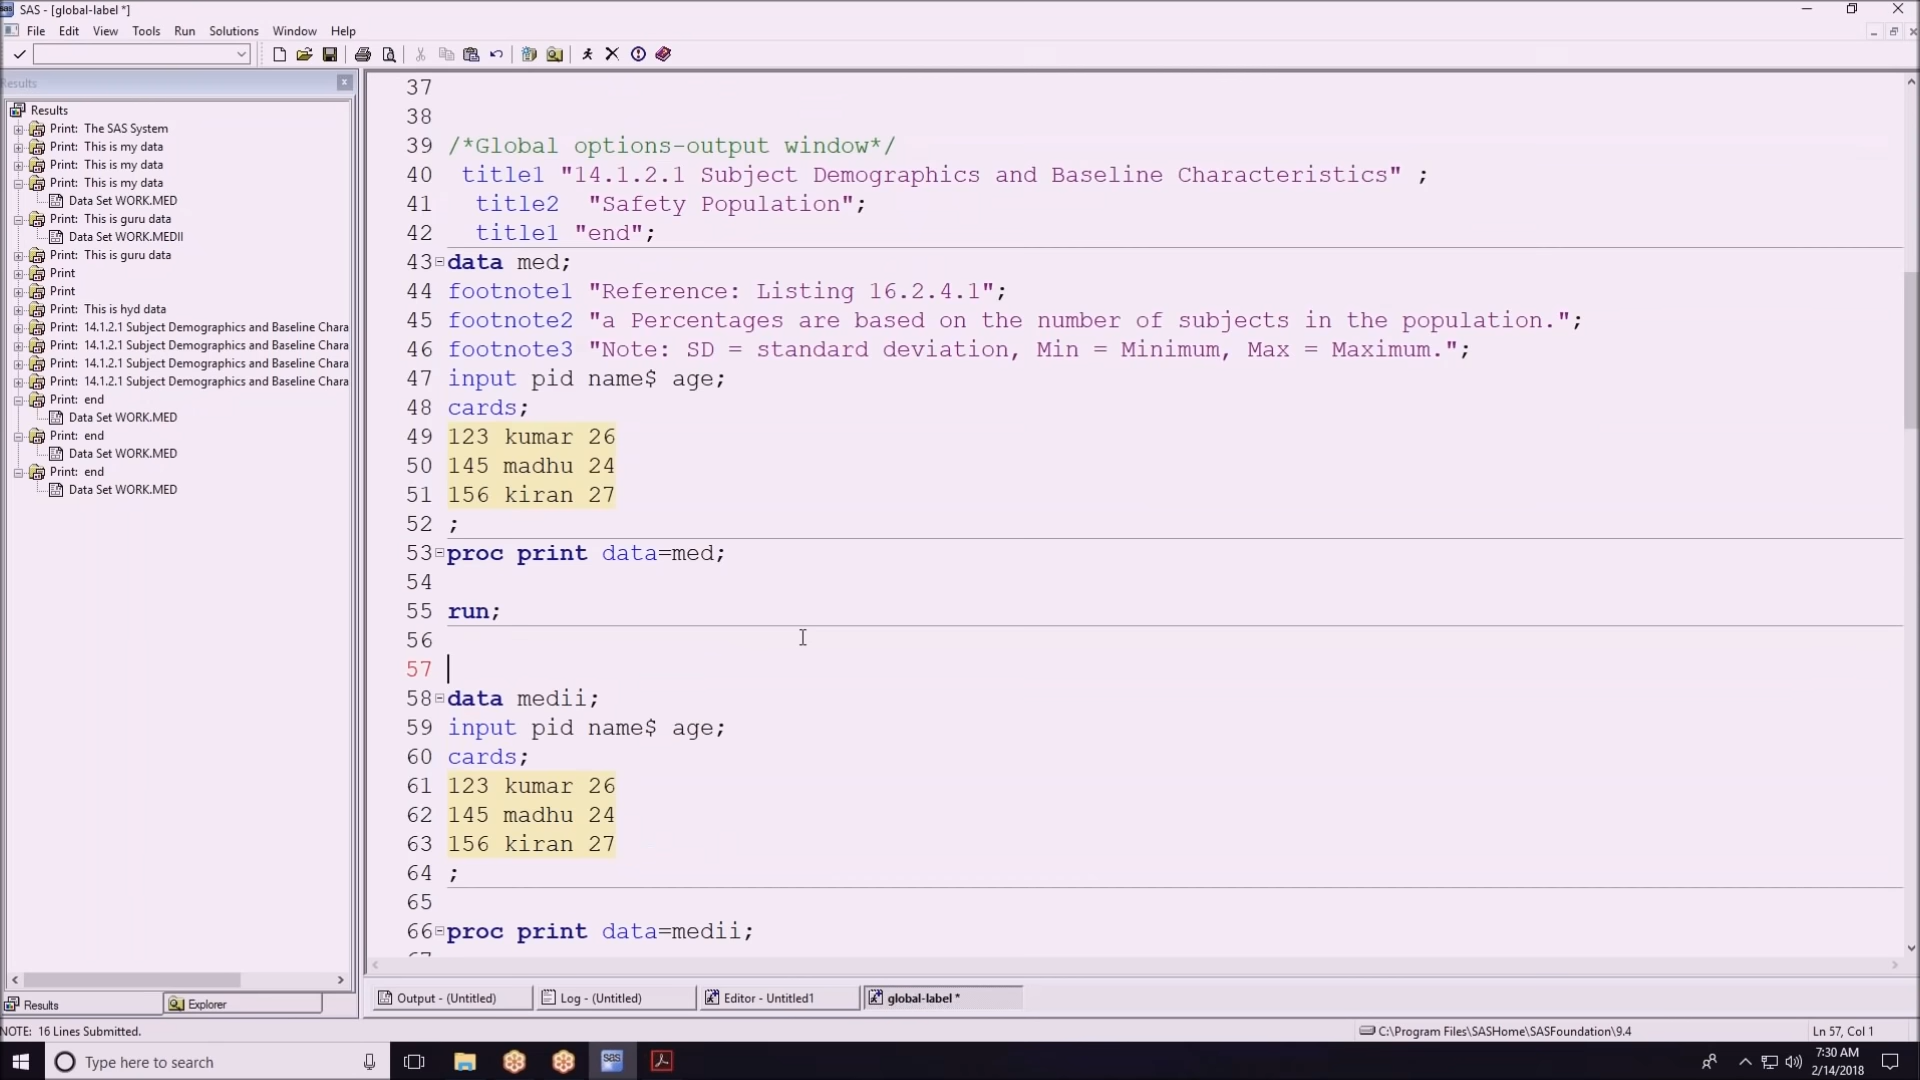 SAS - [global-label *]
File Edit View Tools Run Solutions Window Help
Results
Results
Print: The SAS System
Print: This is my data
Print: This is my data
Print: This is my data
Data Set WORK.MED
Print: This is guru data
Data Set WORK.MEDII
Print: This is guru data
Print
Print
Print: This is hyd data
Print: 14.1.2.1 Subject Demographics and Baseline Chara
Print: 14.1.2.1 Subject Demographics and Baseline Chara
Print: 14.1.2.1 Subject Demographics and Baseline Chara
Print: 14.1.2.1 Subject Demographics and Baseline Chara
Print: end
Data Set WORK.MED
Print: end
Data Set WORK.MED
Print: end
Data Set WORK.MED
Results Explorer
37
38
39 /*Global options-output window*/
40 title1 "14.1.2.1 Subject Demographics and Baseline Characteristics" ;
41 title2 "Safety Population";
42 title1 "end";
43 data med;
44 footnote1 "Reference: Listing 16.2.4.1";
45 footnote2 "a Percentages are based on the number of subjects in the population.";
46 footnote3 "Note: SD = standard deviation, Min = Minimum, Max = Maximum.";
47 input pid name$ age;
48 cards;
49 123 kumar 26
50 145 madhu 24
51 156 kiran 27
52 ;
53 proc print data=med;
54
55 run;
56
57
58 data medii;
59 input pid name$ age;
60 cards;
61 123 kumar 26
62 145 madhu 24
63 156 kiran 27
64 ;
65
66 proc print data=medii;
Output - (Untitled) Log - (Untitled) Editor - Untitled1 global-label *
NOTE: 16 Lines Submitted. C:\Program Files\SASHome\SASFoundation\9.4 Ln 57, Col 1
Type here to search
sas
7:30 AM
2/14/2018